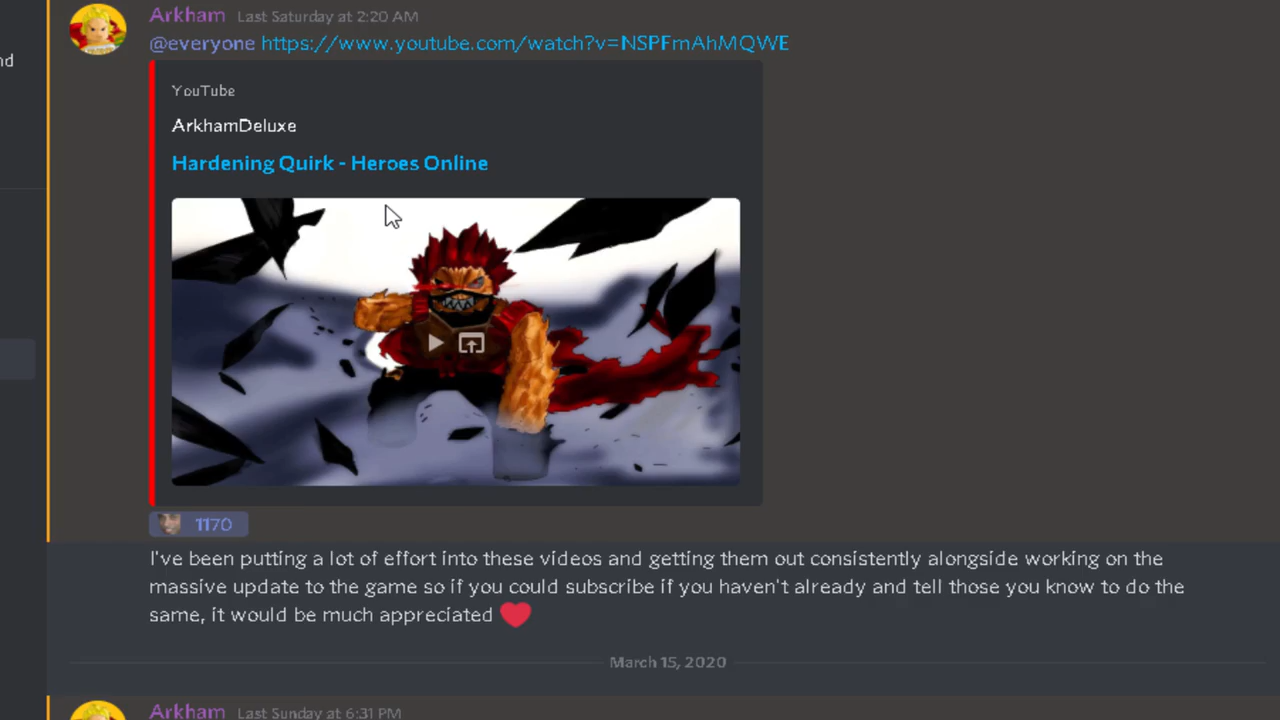 Arkham Last Saturday at 2:20 AM
nd
@everyone https://www.youtube.com/watch?v=NSPFmAhMQWE
YouTube
ArkhamDeluxe
Hardening Quirk - Heroes Online
1170
I've been putting a lot of effort into these videos and getting them out consistently alongside working on the
massive update to the game so if you could subscribe if you haven't already and tell those you know to do the
same, it would be much appreciated ❤
March 15, 2020
Arkham Last Sunday at 6:31 PM